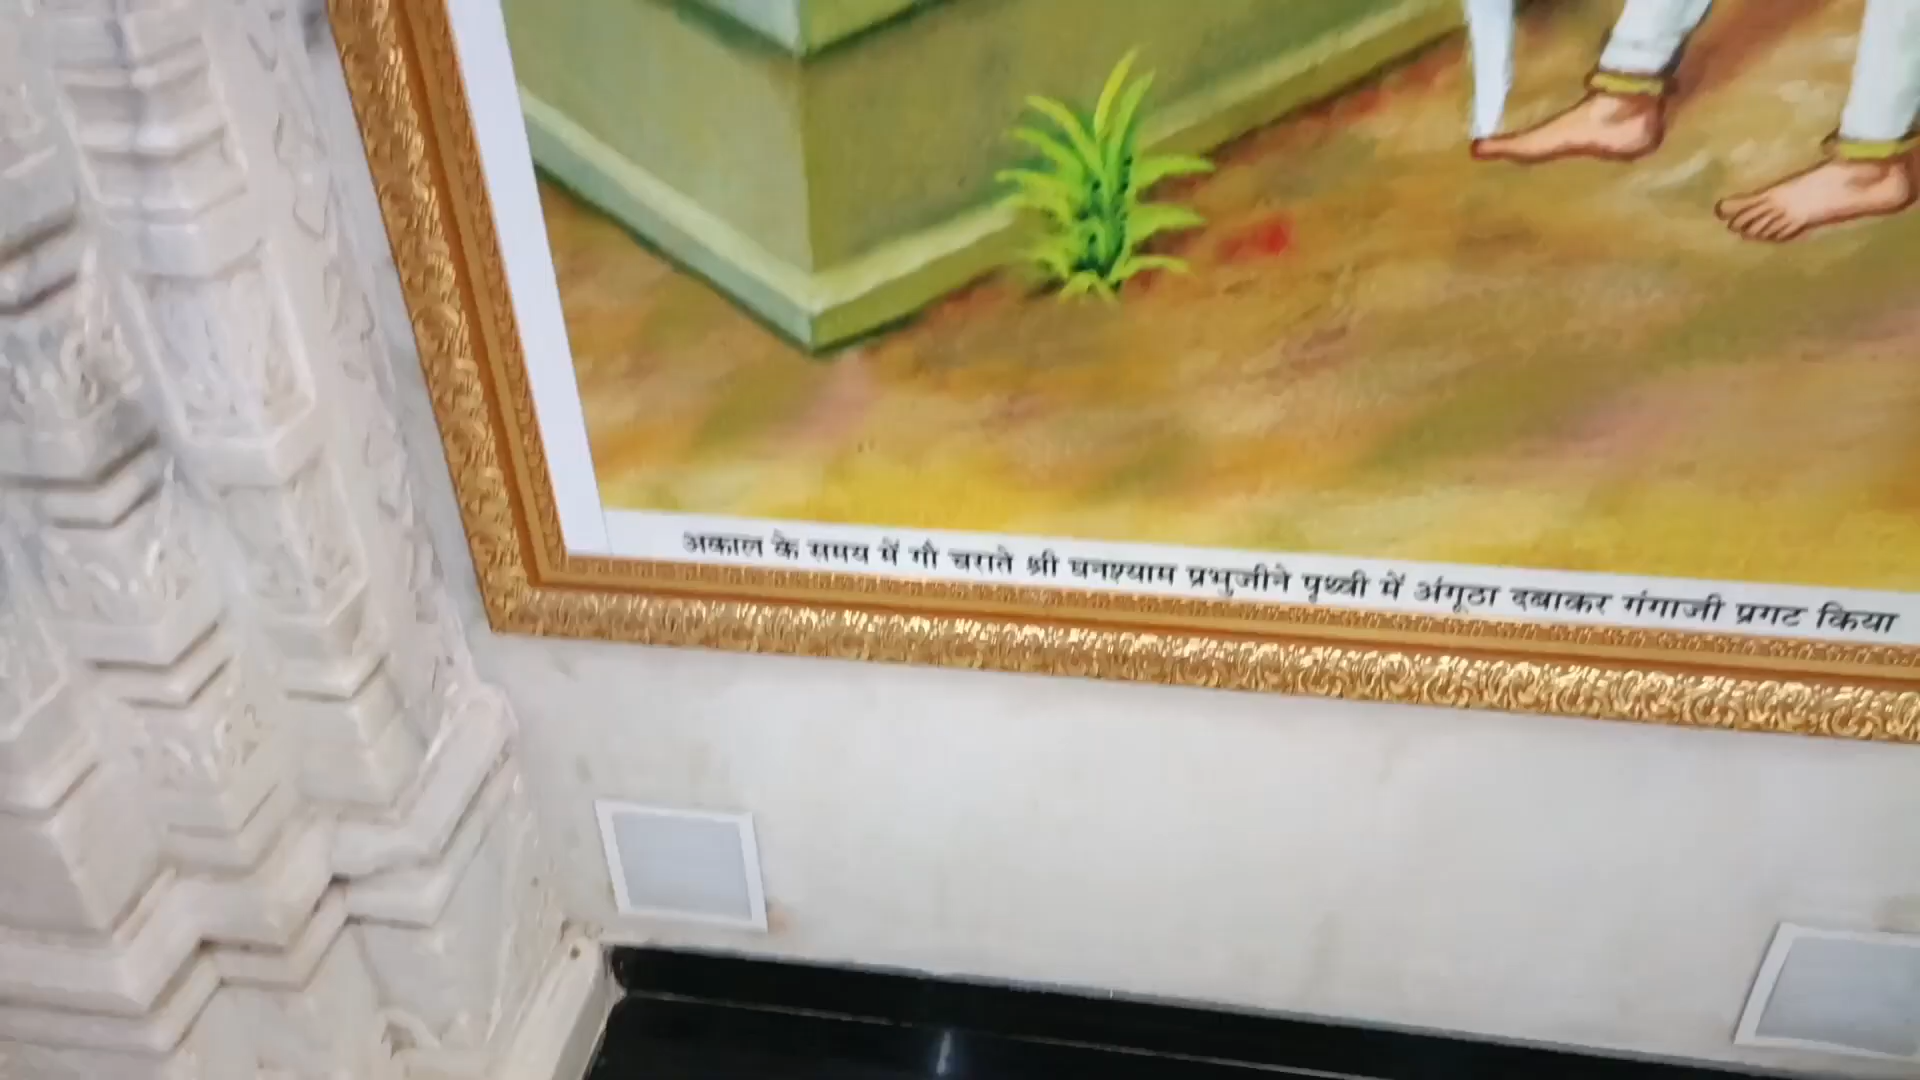 अकाल के समय में गौ चराते श्री घनश्याम प्रभुजीने पृथ्वी में अंगूठा दबाकर गंगाजी प्रगट किया